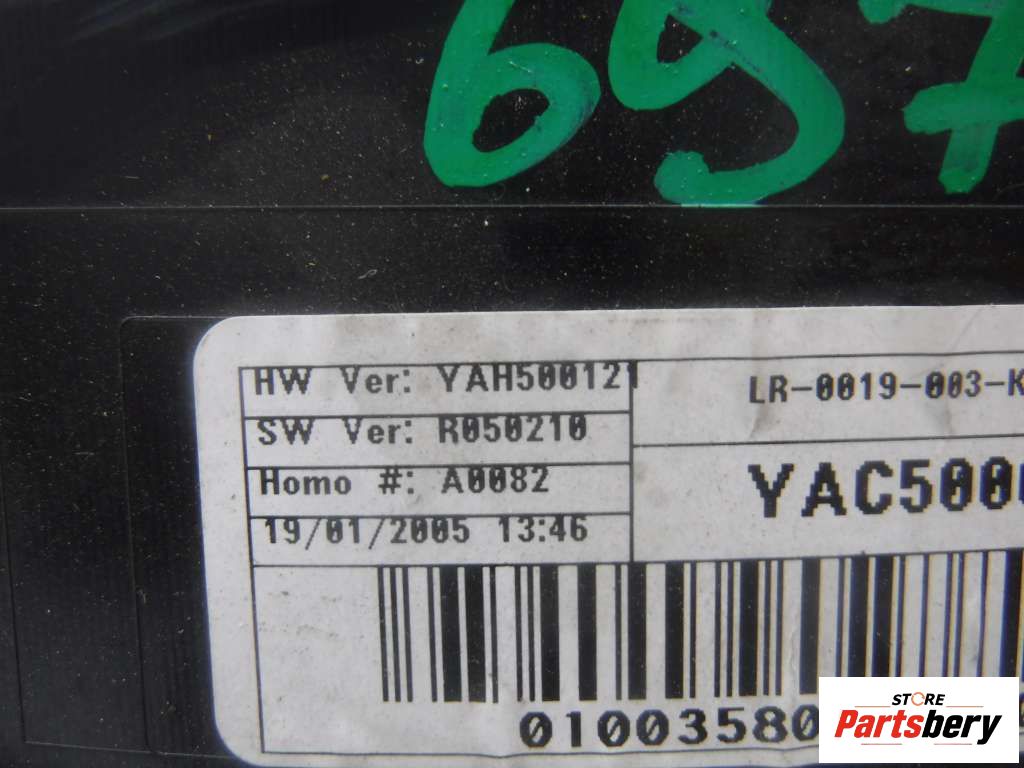 697
HW Ver: YAH500121
SW Ver: R050210
Homo #: A0082
19/01/2005 13:46
LR-0019-003-K
YAC500
01003580
STORE
Partsbery